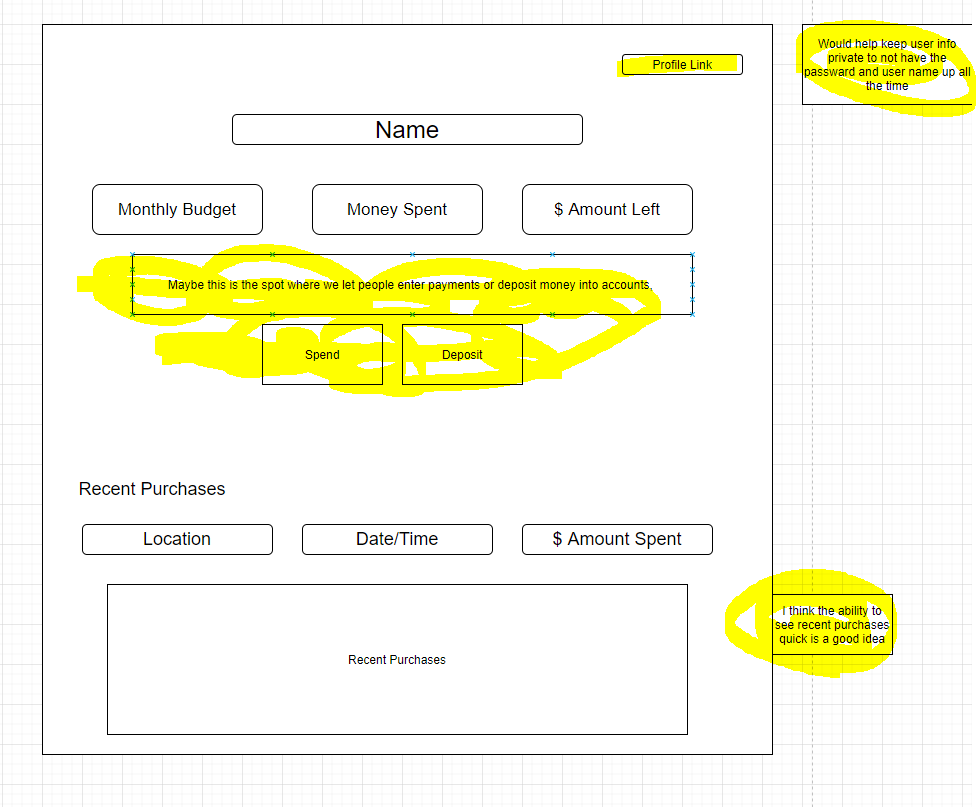 Would help keep user info
private to not have the
passward and user name up all
the time
Profile Link
Name
Monthly Budget
Money Spent
$ Amount Left
Maybe this is the spot where we let people enter payments or deposit money into accounts.
Spend
Deposit
Recent Purchases
Location
Date/Time
$ Amount Spent
I think the ability to
see recent purchases
quick is a good idea
Recent Purchases